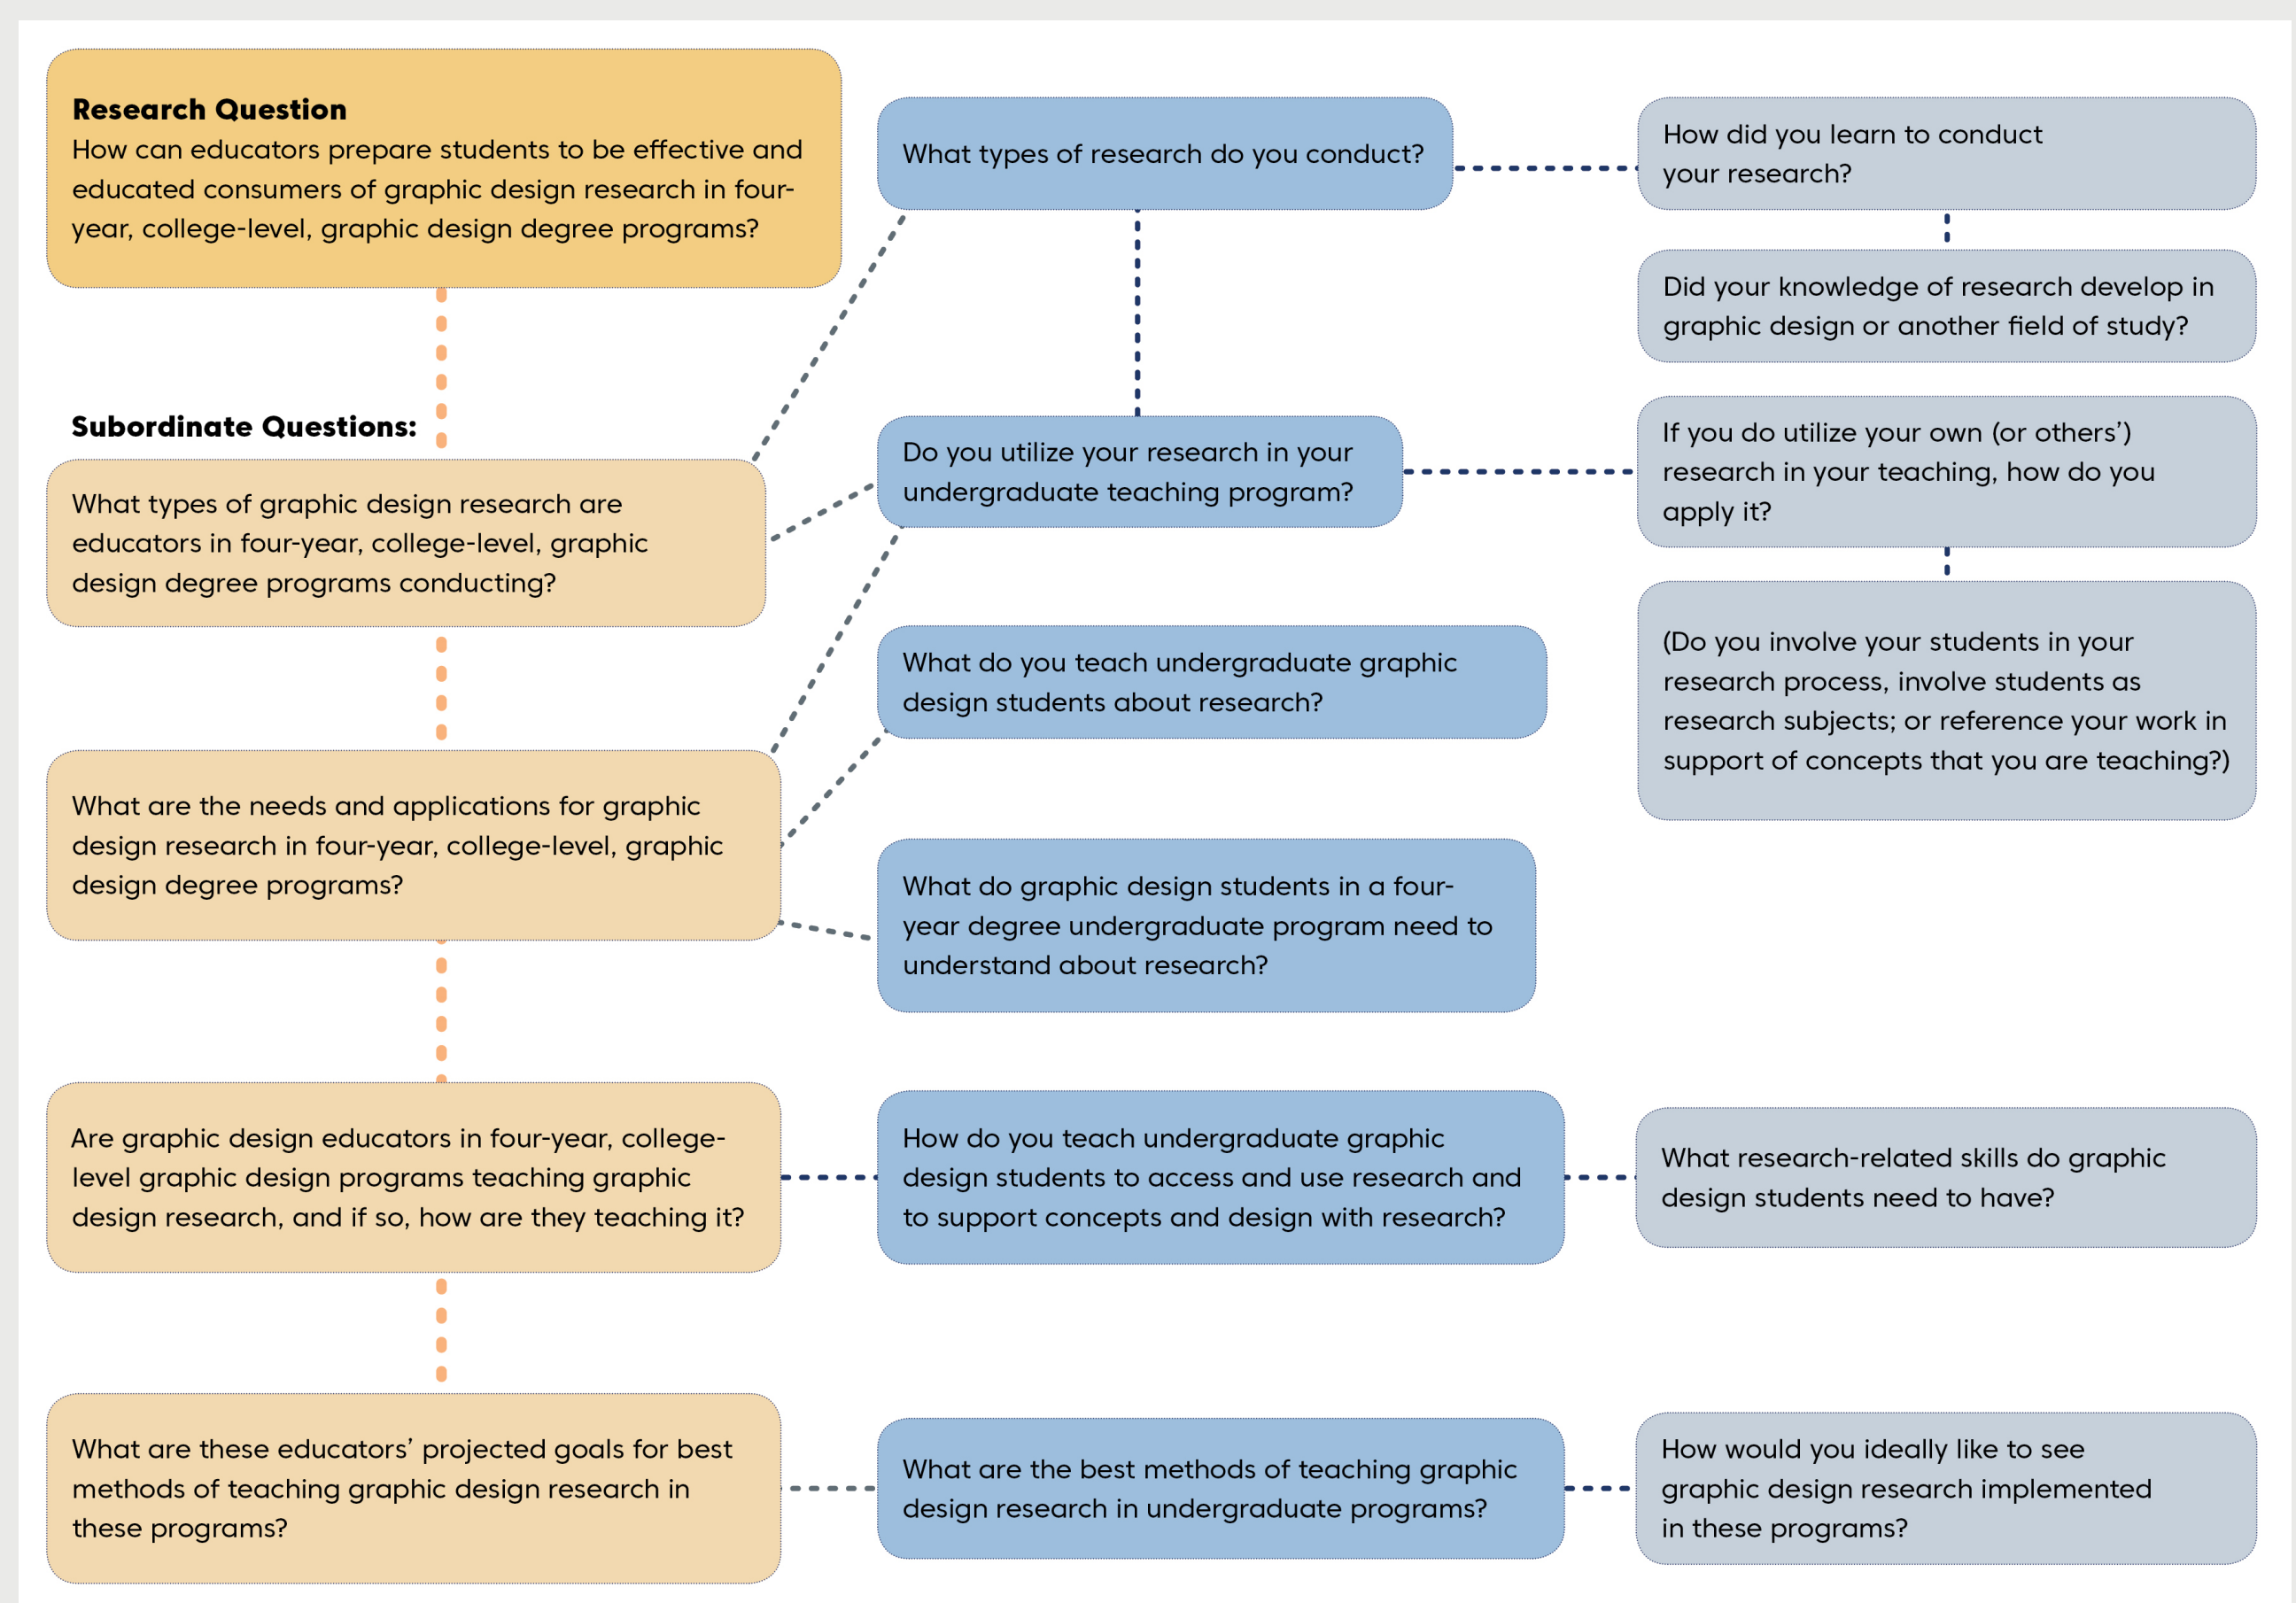 Research Question
How can educators prepare students to be effective and
educated consumers of graphic design research in four-
year, college-level, graphic design degree programs?
Subordinate Questions:
What types of graphic design research are
educators in four-year, college-level, graphic
design degree programs conducting?
What are the needs and applications for graphic
design research in four-year, college-level, graphic
design degree programs?
Are graphic design educators in four-year, college-
level graphic design programs teaching graphic
design research, and if so, how are they teaching it?
What are these educators’ projected goals for best
methods of teaching graphic design research in
these programs?
What types of research do you conduct?
Do you utilize your research in your
undergraduate teaching program?
What do you teach undergraduate graphic
design students about research?
What do graphic design students in a four-
year degree undergraduate program need to
understand about research?
How do you teach undergraduate graphic
design students to access and use research and
to support concepts and design with research?
What are the best methods of teaching graphic
design research in undergraduate programs?
How did you learn to conduct
your research?
Did your knowledge of research develop in
graphic design or another field of study?
If you do utilize your own (or others’)
research in your teaching, how do you
apply it?
(Do you involve your students in your
research process, involve students as
research subjects; or reference your work in
support of concepts that you are teaching?)
What research-related skills do graphic
design students need to have?
How would you ideally like to see
graphic design research implemented
in these programs?